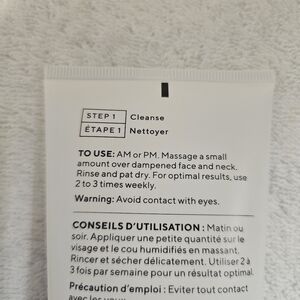 STEP 1 Cleanse
ÉTAPE 1 Nettoyer
TO USE: AM or PM. Massage a small
amount over dampened face and neck.
Rinse and pat dry. For optimal results, use
2 to 3 times weekly.
Warning: Avoid contact with eyes.
CONSEILS D'UTILISATION : Matin ou
soir. Appliquer une petite quantité sur le
visage et le cou humidifiés en massant.
Rincer et sécher délicatement. Utiliser 2 à
3 fois par semaine pour un résultat optimal.
Précaution d'emploi : Eviter tout contact
avec les yeux.